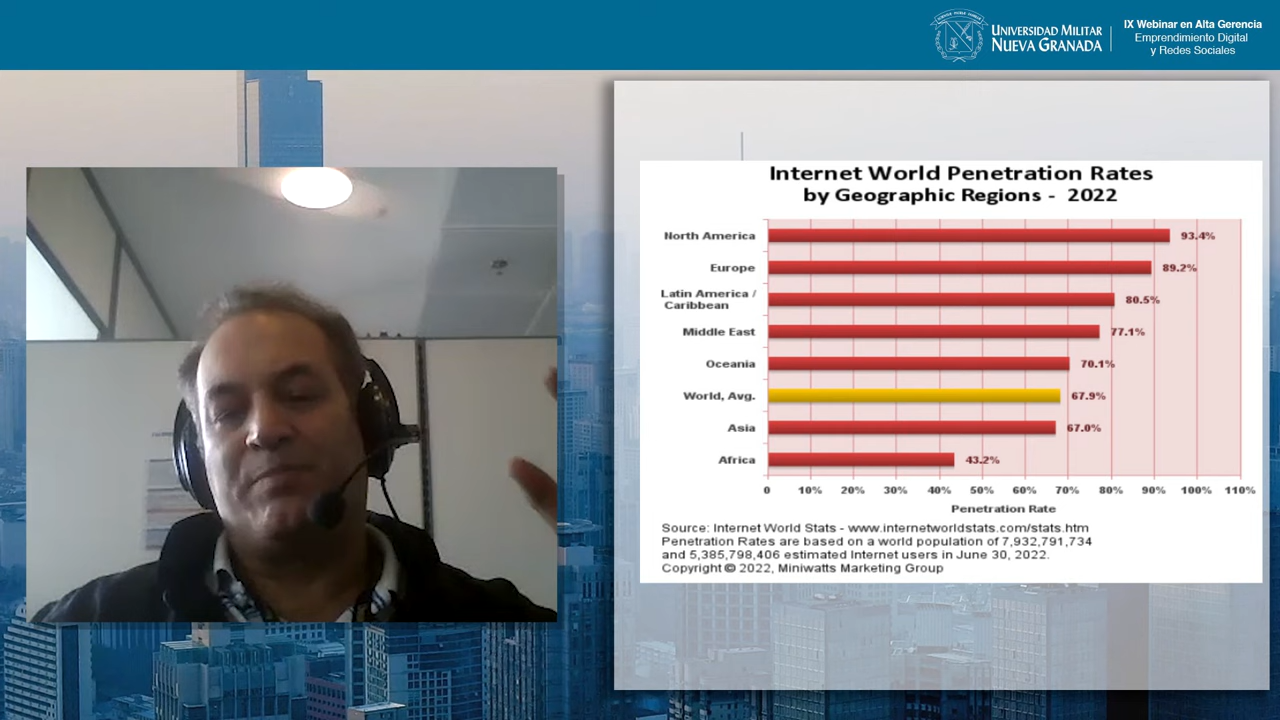 UNIVERSIDAD MILITAR
NUEVA GRANADA
IX Webinar en Alta Gerencia
Emprendimiento Digital
y Redes Sociales
Internet World Penetration Rates
by Geographic Regions - 2022
North America 93.4%
Europe 89.2%
Latin America /
Caribbean 80.5%
Middle East 77.1%
Oceania 70.1%
World, Avg. 67.9%
Asia 67.0%
Africa 43.2%
0 10% 20% 30% 40% 50% 60% 70% 80% 90% 100% 110%
Penetration Rate
Source: Internet World Stats - www.internetworldstats.com/stats.htm
Penetration Rates are based on a world population of 7,932,791,734
and 5,385,798,406 estimated Internet users in June 30, 2022.
Copyright © 2022, Miniwatts Marketing Group